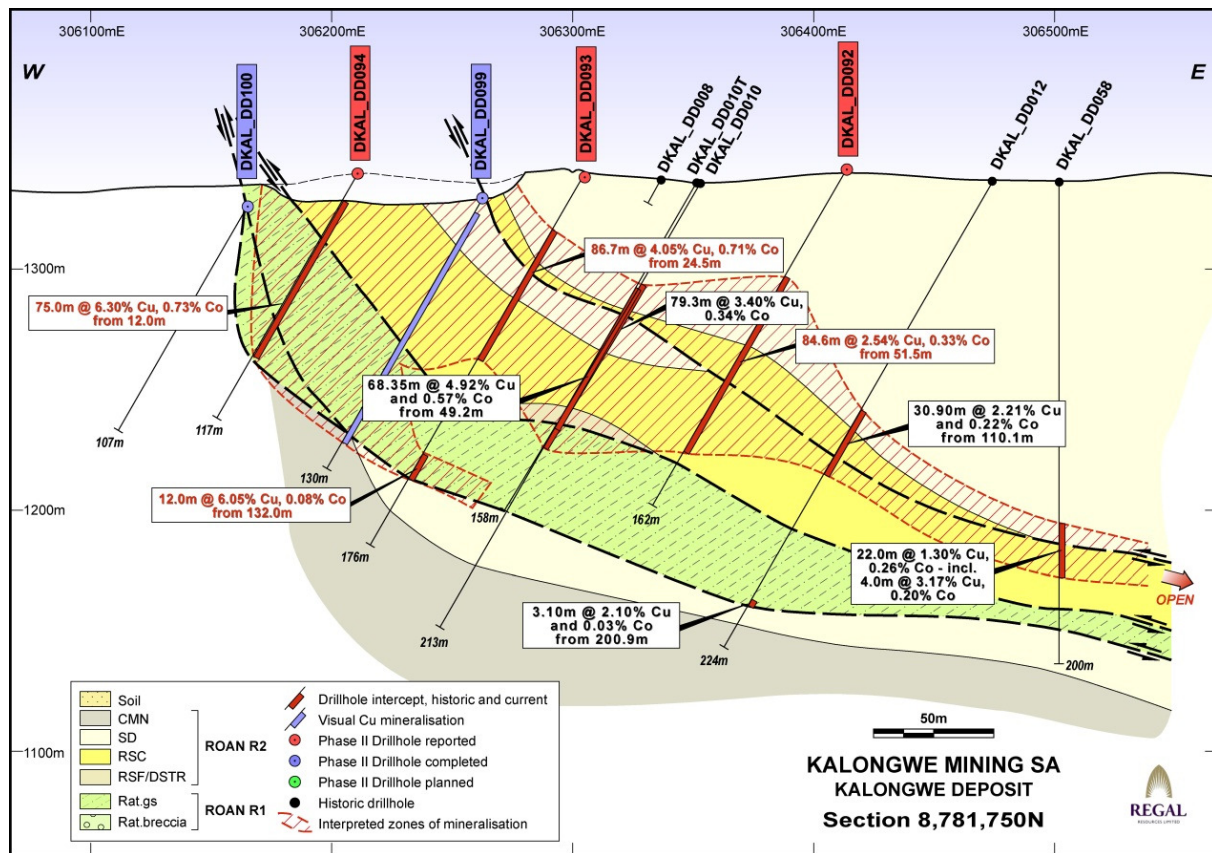 306100mE
306200mE
306300mE
306400mE
306500mE
W
E
DKAL_DD100
DKAL_DD094
DKAL_DD099
DKAL_DD093
DKAL_DD008
DKAL_DD010T
DKAL_DD010
DKAL_DD092
DKAL_DD012
DKAL_DD058
1300m
1200m
1100m
86.7m @ 4.05% Cu, 0.71% Co
from 24.5m
75.0m @ 6.30% Cu, 0.73% Co
from 12.0m
79.3m @ 3.40% Cu,
0.34% Co
84.6m @ 2.54% Cu, 0.33% Co
from 51.5m
68.35m @ 4.92% Cu
and 0.57% Co
from 49.2m
30.90m @ 2.21% Cu
and 0.22% Co
from 110.1m
12.0m @ 6.05% Cu, 0.08% Co
from 132.0m
22.0m @ 1.30% Cu,
0.26% Co - incl.
4.0m @ 3.17% Cu,
0.20% Co
3.10m @ 2.10% Cu
and 0.03% Co
from 200.9m
107m
117m
130m
158m
162m
176m
213m
224m
200m
OPEN
Soil
CMN
SD
RSC
RSF/DSTR
ROAN R2
Rat.gs
Rat.breccia
ROAN R1
Drillhole intercept, historic and current
Visual Cu mineralisation
Phase II Drillhole reported
Phase II Drillhole completed
Phase II Drillhole planned
Historic drillhole
Interpreted zones of mineralisation
50m
KALONGWE MINING SA
KALONGWE DEPOSIT
Section 8,781,750N
REGAL
RESOURCES LIMITED